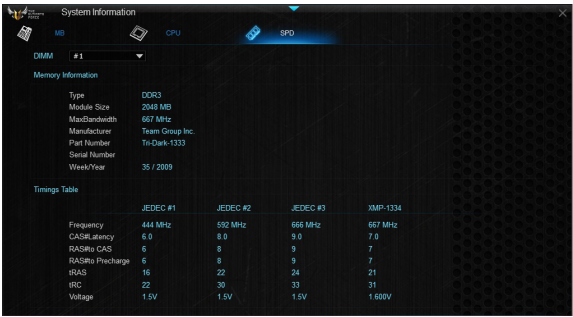 THE ULTIMATE FORCE System Information
MB CPU SPD
DIMM #1
Memory Information
Type DDR3
Module Size 2048 MB
MaxBandwidth 667 MHz
Manufacturer Team Group Inc.
Part Number Tri-Dark-1333
Serial Number
Week/Year 35 / 2009
Timings Table
JEDEC #1 JEDEC #2 JEDEC #3 XMP-1334
Frequency 444 MHz 592 MHz 666 MHz 667 MHz
CAS#Latency 6.0 8.0 9.0 7.0
RAS#to CAS 6 8 9 7
RAS#to Precharge 6 8 9 7
tRAS 16 22 24 21
tRC 22 30 33 31
Voltage 1.5V 1.5V 1.5V 1.600V